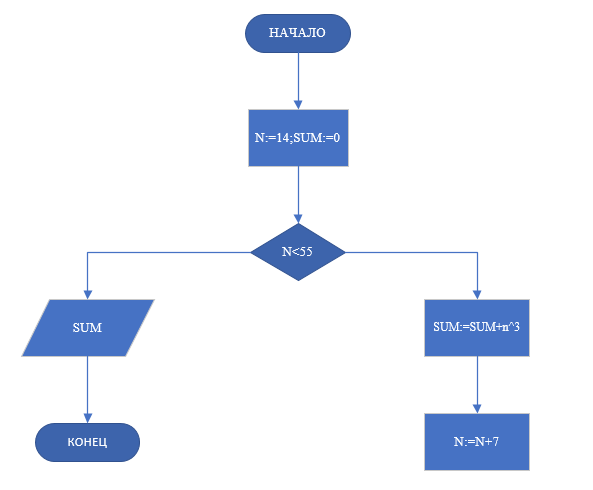 НАЧАЛО
N:=14;SUM:=0
N<55
SUM
SUM:=SUM+n^3
КОНЕЦ
N:=N+7